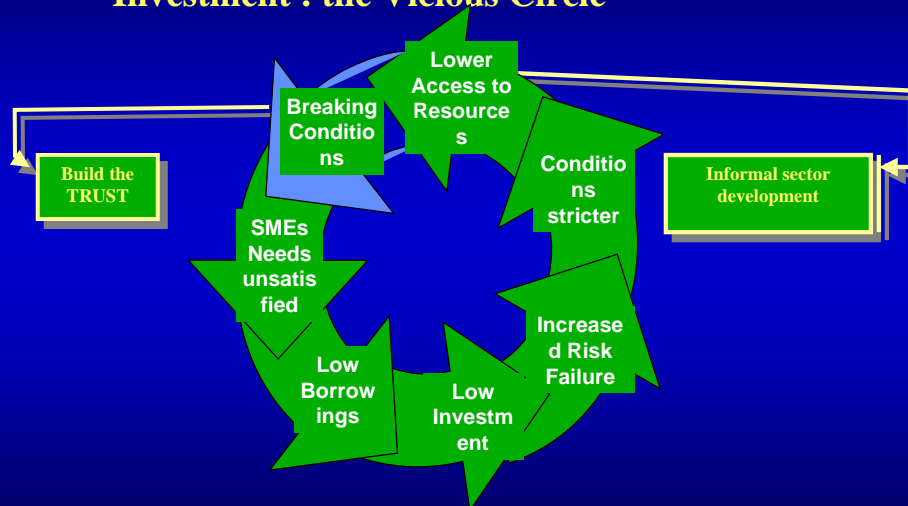 Investment : the Vicious Circle
Lower
Access to
Resource
s
Breaking
Conditio
ns
Conditio
ns
stricter
Build the
TRUST
Informal sector
development
SMEs
Needs
unsatis
fied
Increase
d Risk
Failure
Low
Borrow
ings
Low
Investm
ent